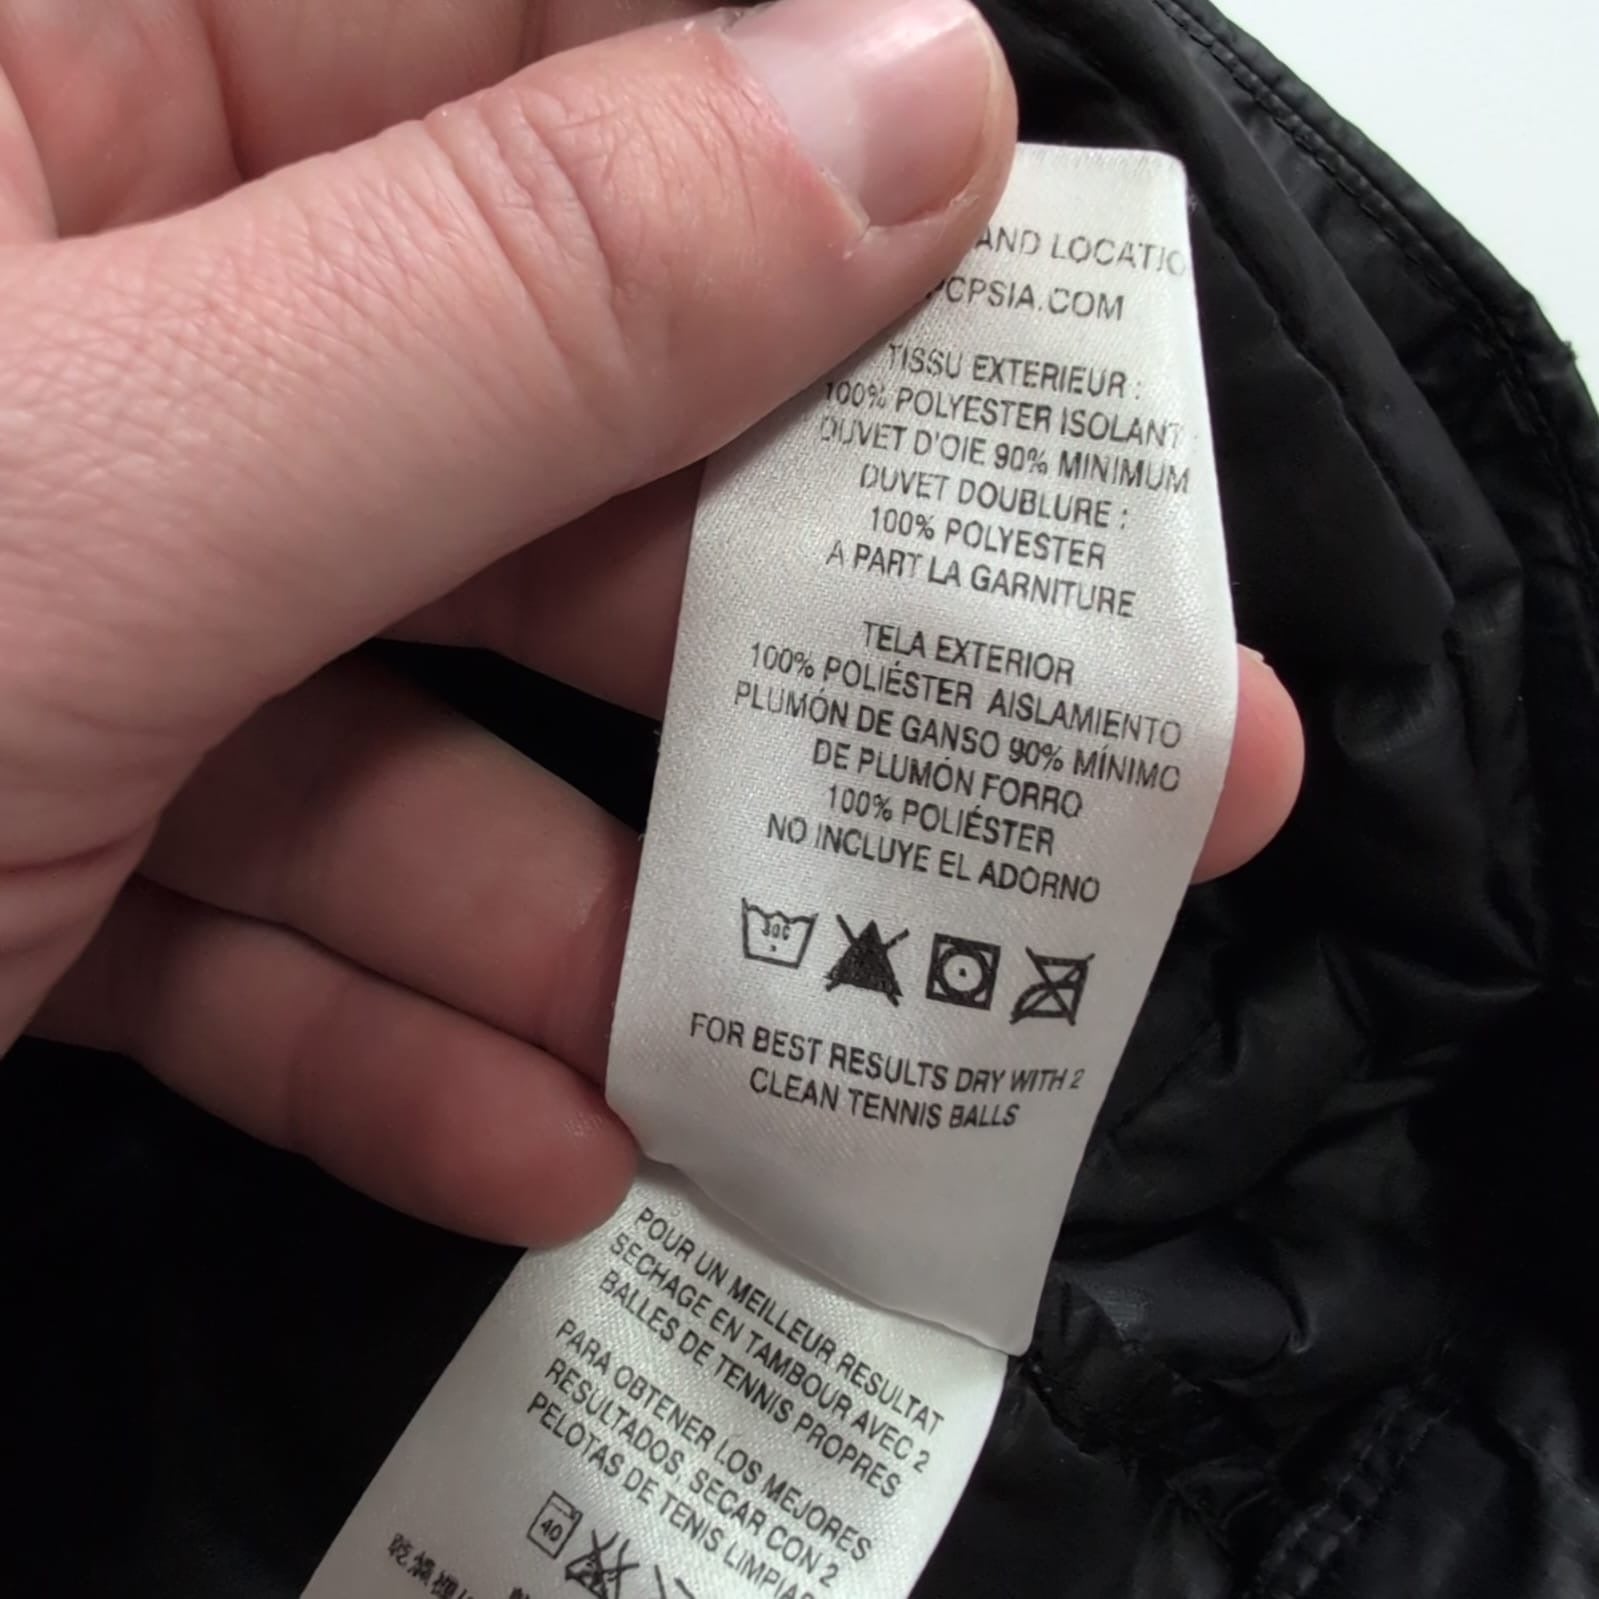 AND LOCATIO
PCPSIA.COM
TISSU EXTERIEUR :
100% POLYESTER ISOLANT :
DUVET D'OIE 90% MINIMUM
DUVET DOUBLURE :
100% POLYESTER
A PART LA GARNITURE
TELA EXTERIOR
100% POLIÉSTER AISLAMIENTO
PLUMÓN DE GANSO 90% MÍNIMO
DE PLUMÓN FORRO
100% POLIÉSTER
NO INCLUYE EL ADORNO
30C
FOR BEST RESULTS DRY WITH 2
CLEAN TENNIS BALLS
POUR UN MEILLEUR RESULTAT
SECHAGE EN TAMBOUR AVEC 2
BALLES DE TENNIS PROPRES
PARA OBTENER LOS MEJORES
RESULTADOS, SECAR CON 2
PELOTAS DE TENIS LIMPIA
40